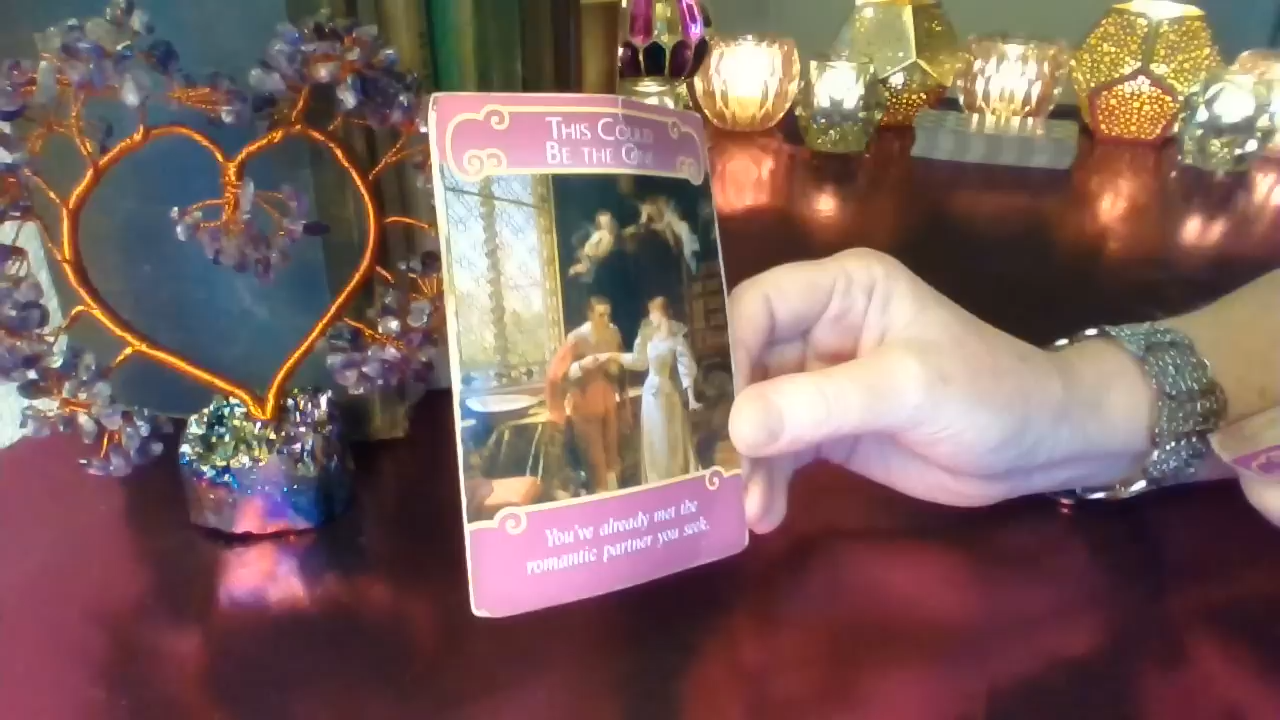 This Could
Be the One
You've already met the
romantic partner you seek.